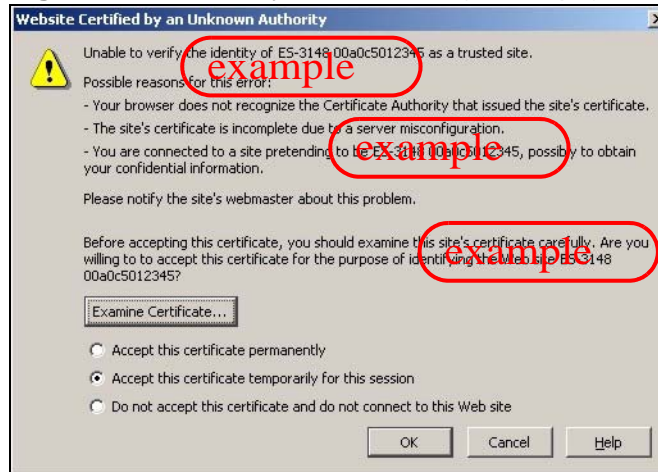 Website Certified by an Unknown Authority
Unable to verify the identity of ES-3148 00a0c5012345 as a trusted site.
example
Possible reasons for this error:
- Your browser does not recognize the Certificate Authority that issued the site's certificate.
- The site's certificate is incomplete due to a server misconfiguration.
example
- You are connected to a site pretending to be ES-3148 00a0c5012345, possibly to obtain
your confidential information.
Please notify the site's webmaster about this problem.
Before accepting this certificate, you should examine this site's certificate carefully. Are you
example
willing to to accept this certificate for the purpose of identifying the Web site ES-3148
00a0c5012345?
Examine Certificate...
Accept this certificate permanently
Accept this certificate temporarily for this session
Do not accept this certificate and do not connect to this Web site
OK
Cancel
Help